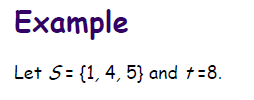 Example
Let S = {1, 4, 5} and t =8.